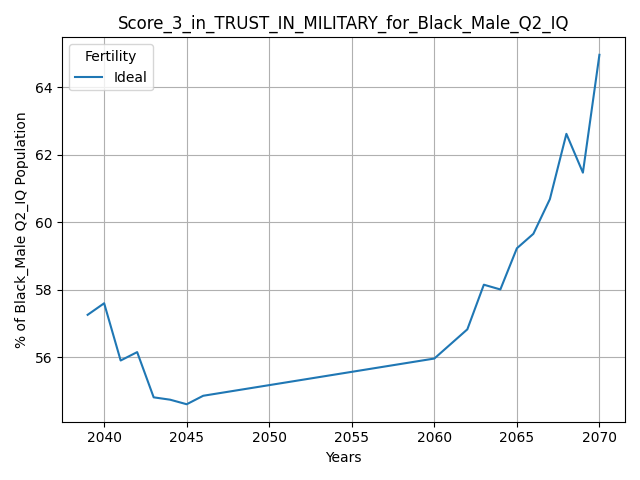 Score_3_in_TRUST_IN_MILITARY_for_Black_Male_Q2_IQ
Fertility
Ideal
% of Black_Male Q2_IQ Population
64
62
60
58
56
2040 2045 2050 2055 2060 2065 2070
Years